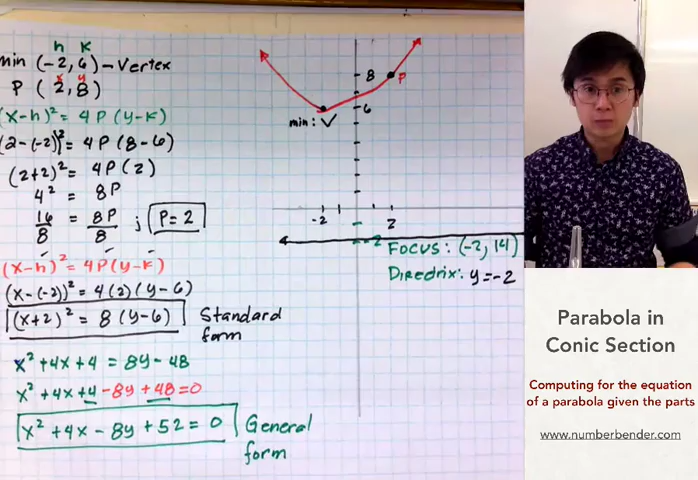 h k
min (-2, 6) - Vertex
x y
P (2, 8)
(x-h)² = 4P(y-k)
(2-(-2))² = 4P(8-6)
(2+2)² = 4P(2)
4² = 8P
16/8 = 8P/8 ; P=2
(x-h)² = 4P(y-k)
(x-(-2))² = 4(2)(y-6)
(x+2)² = 8(y-6) Standard form
x² + 4x + 4 = 8y - 48
x² + 4x + 4 - 8y + 48 = 0
x² + 4x - 8y + 52 = 0 General form
8 P
6
min: V
-2 2
-2
Focus: (-2, 14)
Diredrix: y = -2
Parabola in
Conic Section
Computing for the equation
of a parabola given the parts
www.numberbender.com